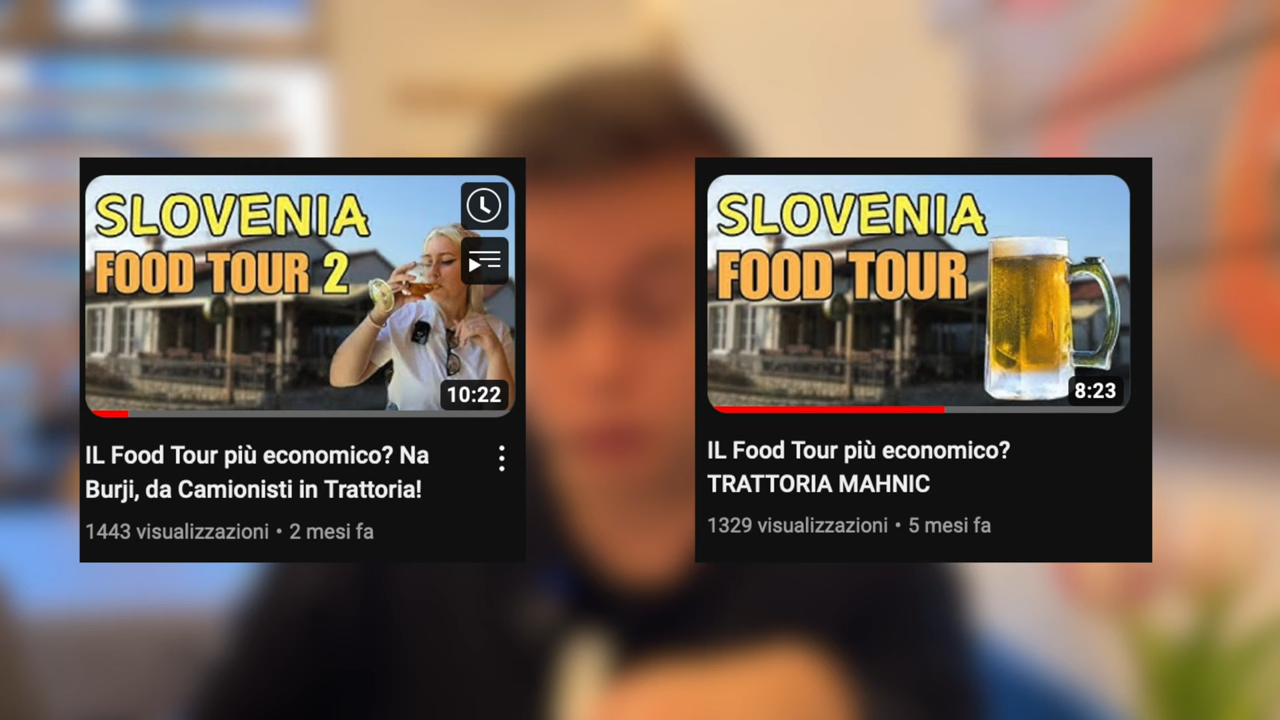 SLOVENIA
FOOD TOUR 2
10:22
IL Food Tour più economico? Na
Burji, da Camionisti in Trattoria!
1443 visualizzazioni • 2 mesi fa
SLOVENIA
FOOD TOUR
8:23
IL Food Tour più economico?
TRATTORIA MAHNIC
1329 visualizzazioni • 5 mesi fa